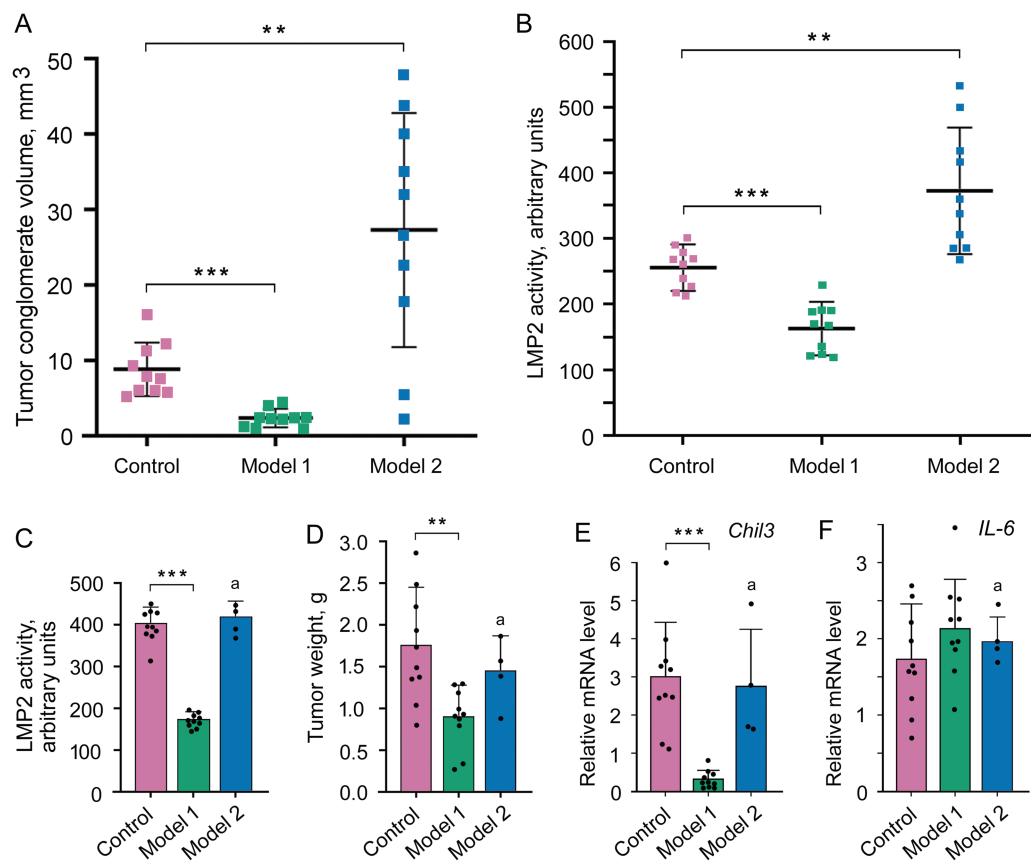 A
Tumor conglomerate volume, mm3
50
40
30
20
10
0
**
***
Control
Model 1
Model 2
B
LMP2 activity, arbitrary units
600
500
400
300
200
100
0
**
***
Control
Model 1
Model 2
C
LMP2 activity,
arbitrary units
500
400
300
200
100
0
***
a
Control
Model 1
Model 2
D
Tumor weight, g
3.0
2.5
2.0
1.5
1.0
0.5
0.0
**
a
Control
Model 1
Model 2
E
Chil3
Relative mRNA level
6
5
4
3
2
1
0
***
a
Control
Model 1
Model 2
F
IL-6
Relative mRNA level
3
2
1
0
a
Control
Model 1
Model 2